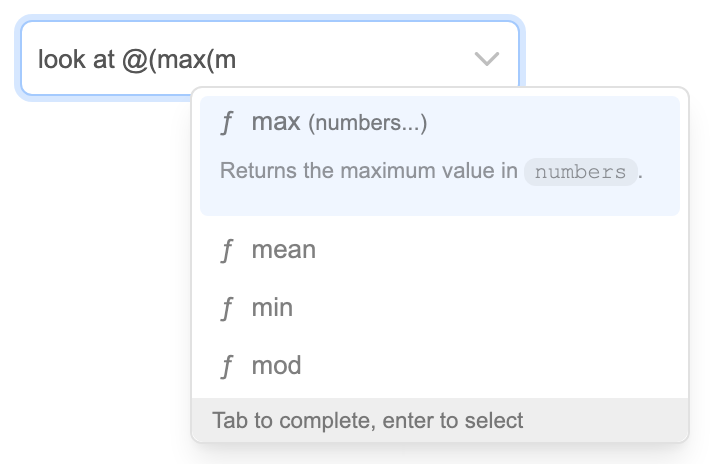 look at @(max(m
ƒ max (numbers...)
Returns the maximum value in numbers.
ƒ mean
ƒ min
ƒ mod
Tab to complete, enter to select